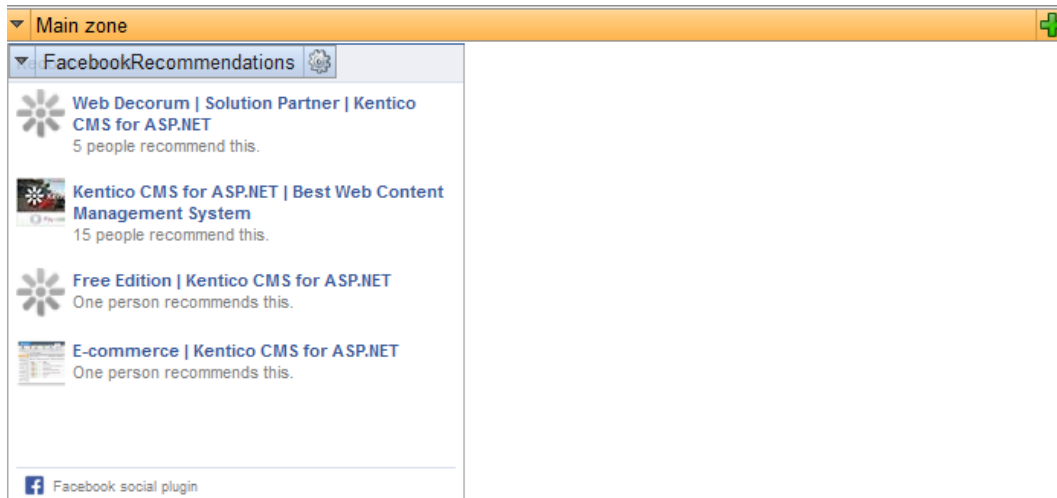 Main zone
FacebookRecommendations
Web Decorum | Solution Partner | Kentico
CMS for ASP.NET
5 people recommend this.
Kentico CMS for ASP.NET | Best Web Content
Management System
15 people recommend this.
Free Edition | Kentico CMS for ASP.NET
One person recommends this.
E-commerce | Kentico CMS for ASP.NET
One person recommends this.
Facebook social plugin